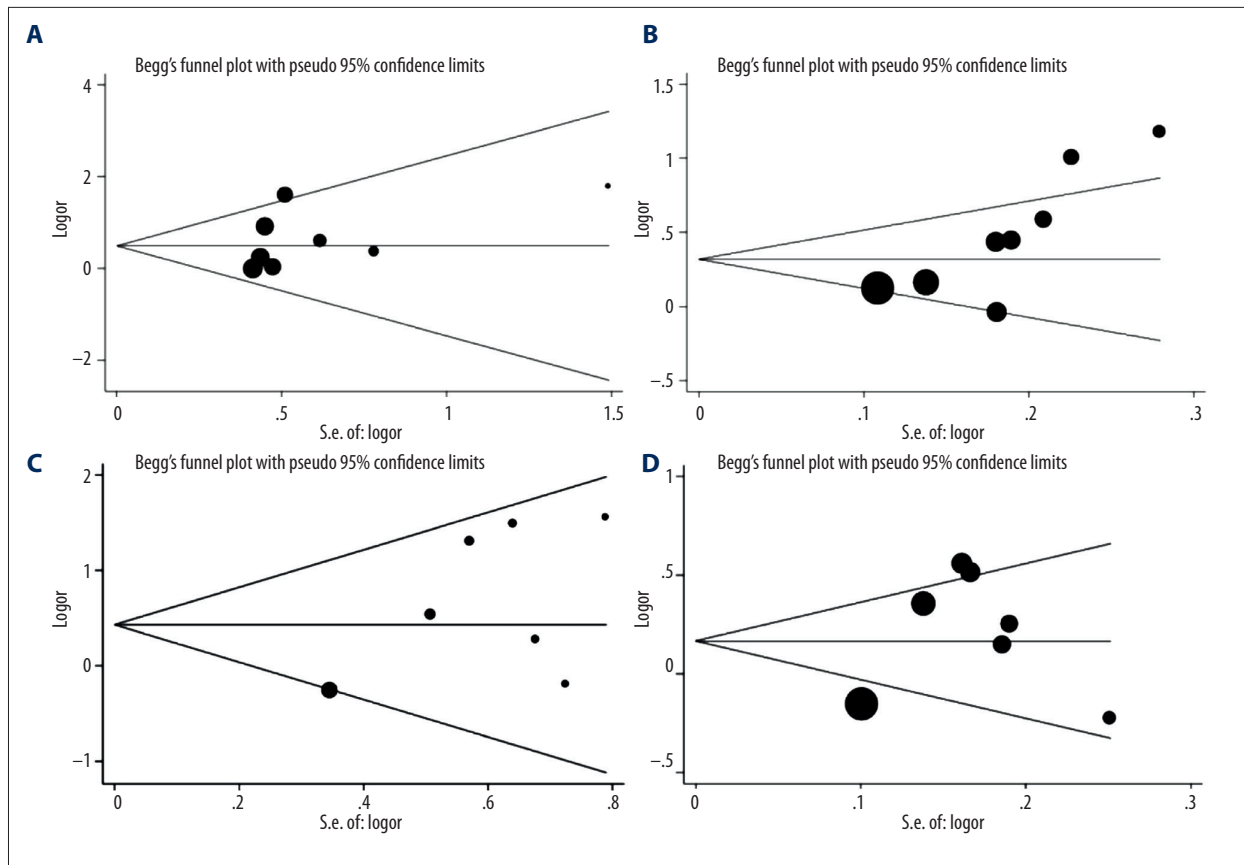 A
Begg's funnel plot with pseudo 95% confidence limits
4
2
0
−2
Logor
0
.5
1
1.5
S.e. of: logor
B
Begg's funnel plot with pseudo 95% confidence limits
1.5
1
.5
0
−.5
Logor
0
.1
.2
.3
S.e. of: logor
C
Begg's funnel plot with pseudo 95% confidence limits
2
1
0
−1
Logor
0
.2
.4
.6
.8
S.e. of: logor
D
Begg's funnel plot with pseudo 95% confidence limits
1
.5
0
−.5
Logor
0
.1
.2
.3
S.e. of: logor